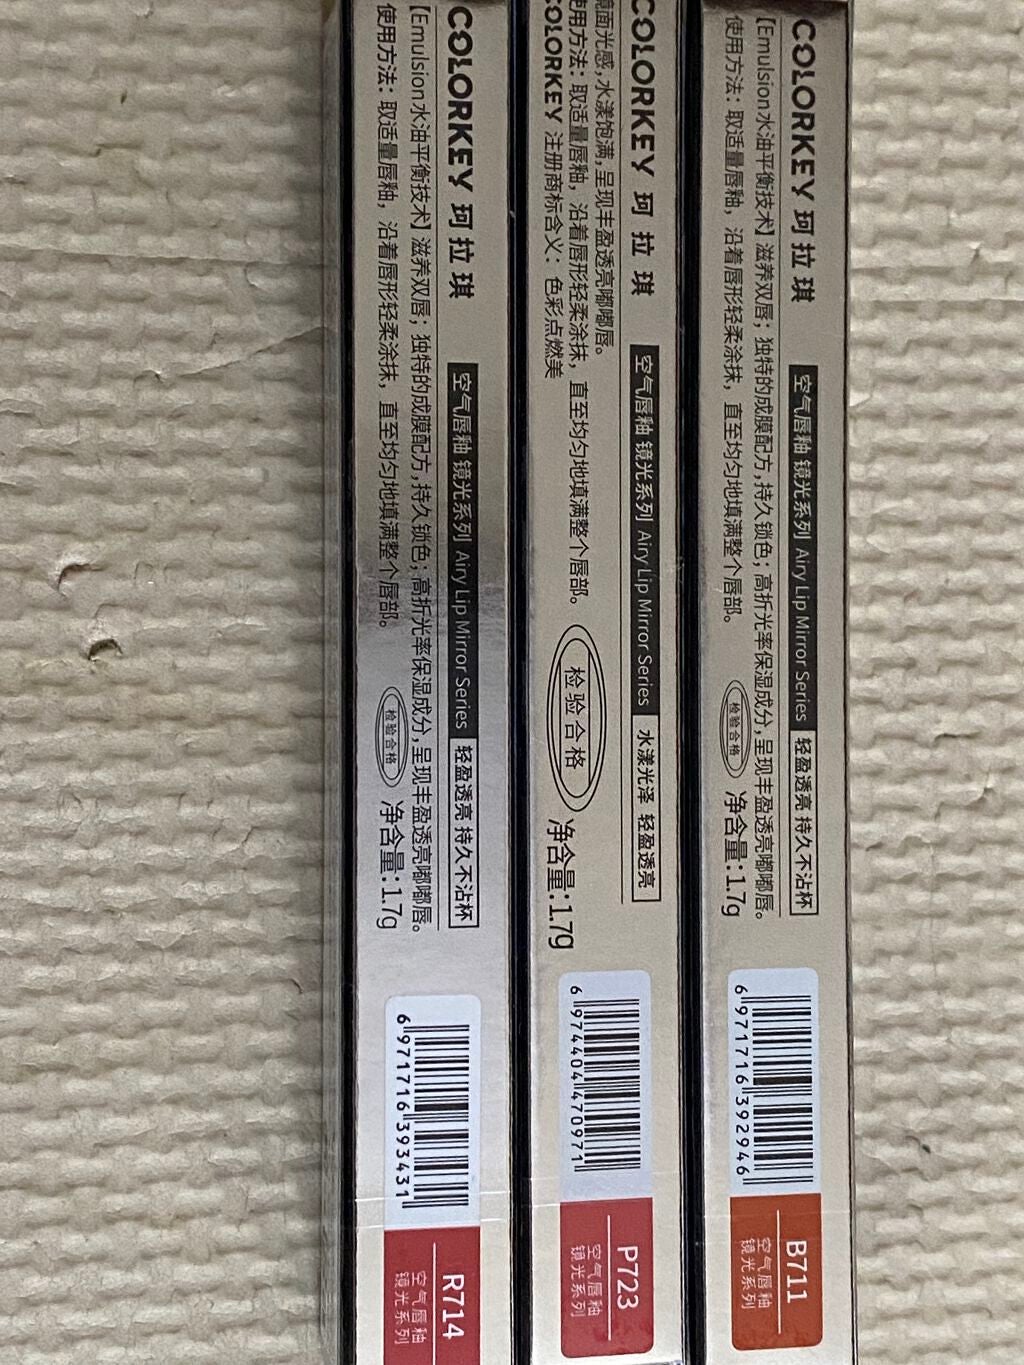 COLORKEY 珂拉琪 空气唇釉 镜光系列 Airy Lip Mirror Series 轻盈透亮 持久不沾杯
【Emulsion水油平衡技术】滋养双唇；独特的成膜配方，持久锁色；高折光率保湿成分，呈现丰盈透亮嘟嘟唇。
使用方法：取适量唇釉，沿着唇形轻柔涂抹，直至均匀地填满整个唇部。
检验合格
净含量：1.7g
6 971716 392946
B711
空气唇釉
镜光系列
COLORKEY 珂拉琪 空气唇釉 镜光系列 Airy Lip Mirror Series 水漾光泽 轻盈透亮
镜面光感，水漾饱满，呈现丰盈透亮嘟嘟唇。
使用方法：取适量唇釉，沿着唇形轻柔涂抹，直至均匀地填满整个唇部。
COLORKEY 注册商标含义：色彩点燃美
检验合格
净含量：1.7g
6 974404 470971
P723
空气唇釉
镜光系列
COLORKEY 珂拉琪 空气唇釉 镜光系列 Airy Lip Mirror Series 轻盈透亮 持久不沾杯
【Emulsion水油平衡技术】滋养双唇；独特的成膜配方，持久锁色；高折光率保湿成分，呈现丰盈透亮嘟嘟唇。
使用方法：取适量唇釉，沿着唇形轻柔涂抹，直至均匀地填满整个唇部。
检验合格
净含量：1.7g
6 971716 393431
R714
空气唇釉
镜光系列